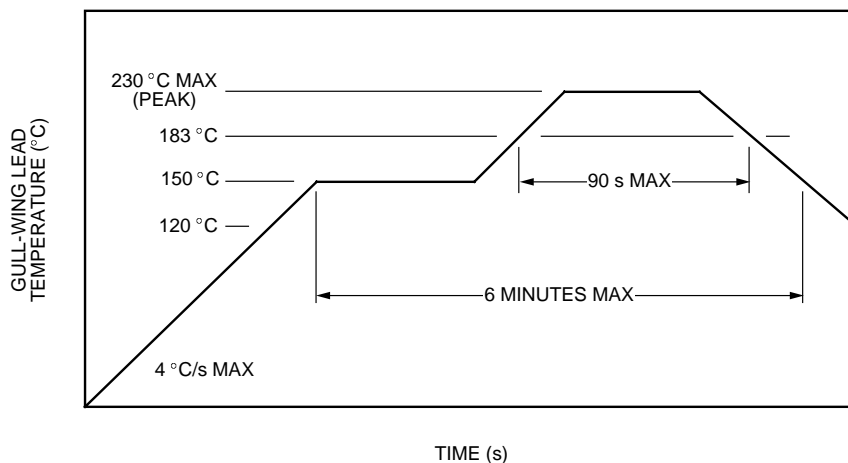 230 °C MAX
(PEAK)
183 °C
150 °C
120 °C
90 s MAX
6 MINUTES MAX
4 °C/s MAX
GULL-WING LEAD
TEMPERATURE (°C)
TIME (s)